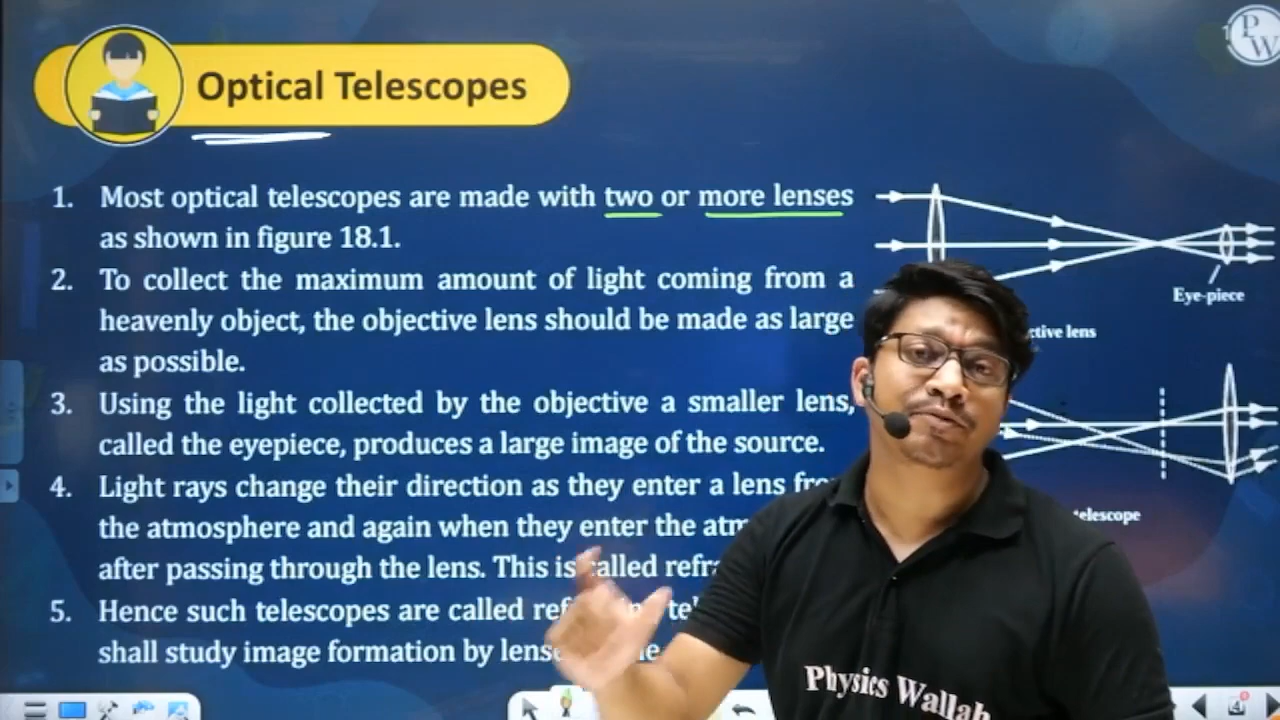 P
W
Optical Telescopes
1. Most optical telescopes are made with two or more lenses
as shown in figure 18.1.
2. To collect the maximum amount of light coming from a
heavenly object, the objective lens should be made as large
as possible.
3. Using the light collected by the objective a smaller lens,
called the eyepiece, produces a large image of the source.
4. Light rays change their direction as they enter a lens
the atmosphere and again when they enter the
after passing through the lens. This is called
5. Hence such telescopes are called
shall study image formation by
Eye-piece
lens
telescope
Physics Wallah